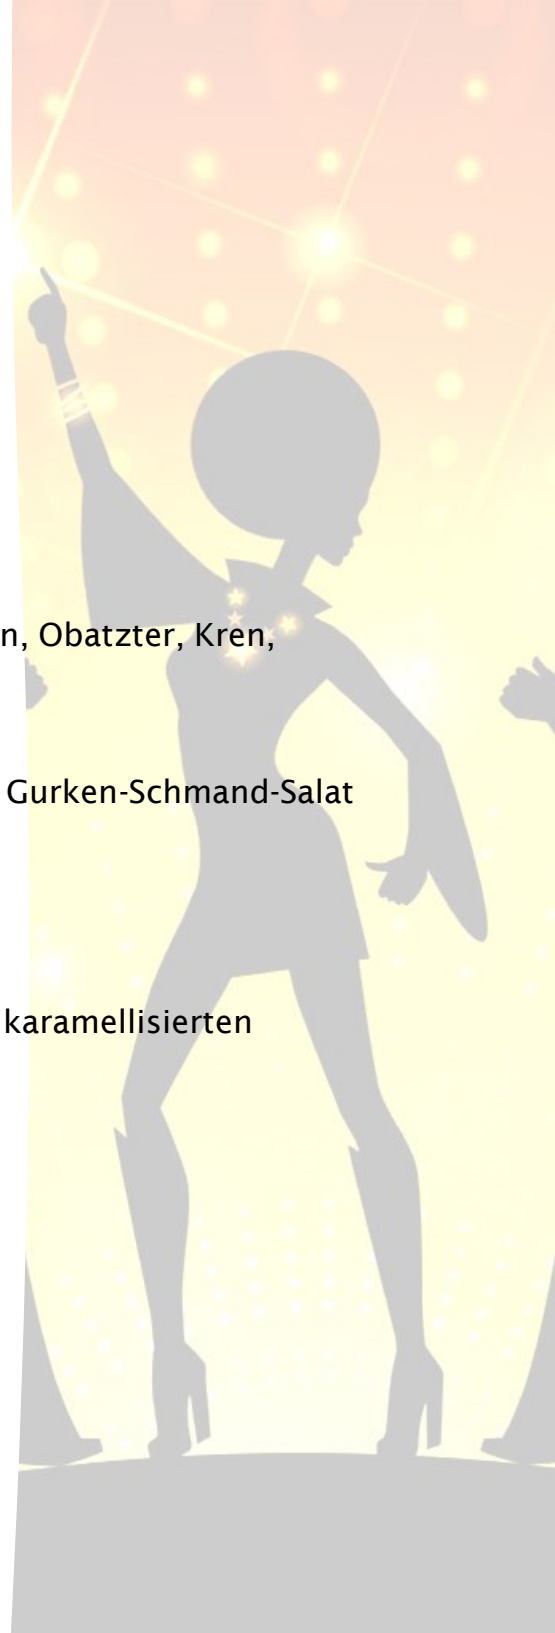 n, Obatzter, Kren,
Gurken-Schmand-Salat
karamellisierten